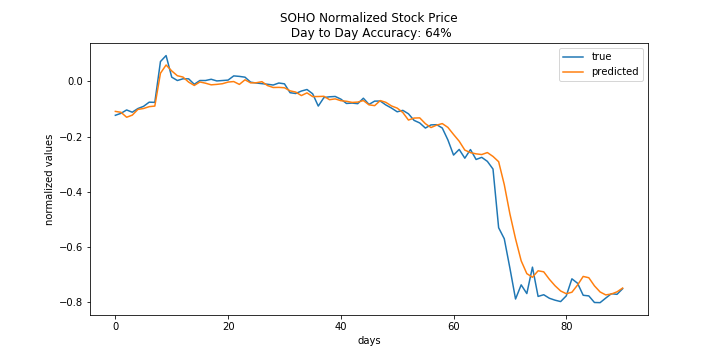 SOHO Normalized Stock Price
Day to Day Accuracy: 64%
true
predicted
normalized values
0.0
−0.2
−0.4
−0.6
−0.8
0
20
40
60
80
days